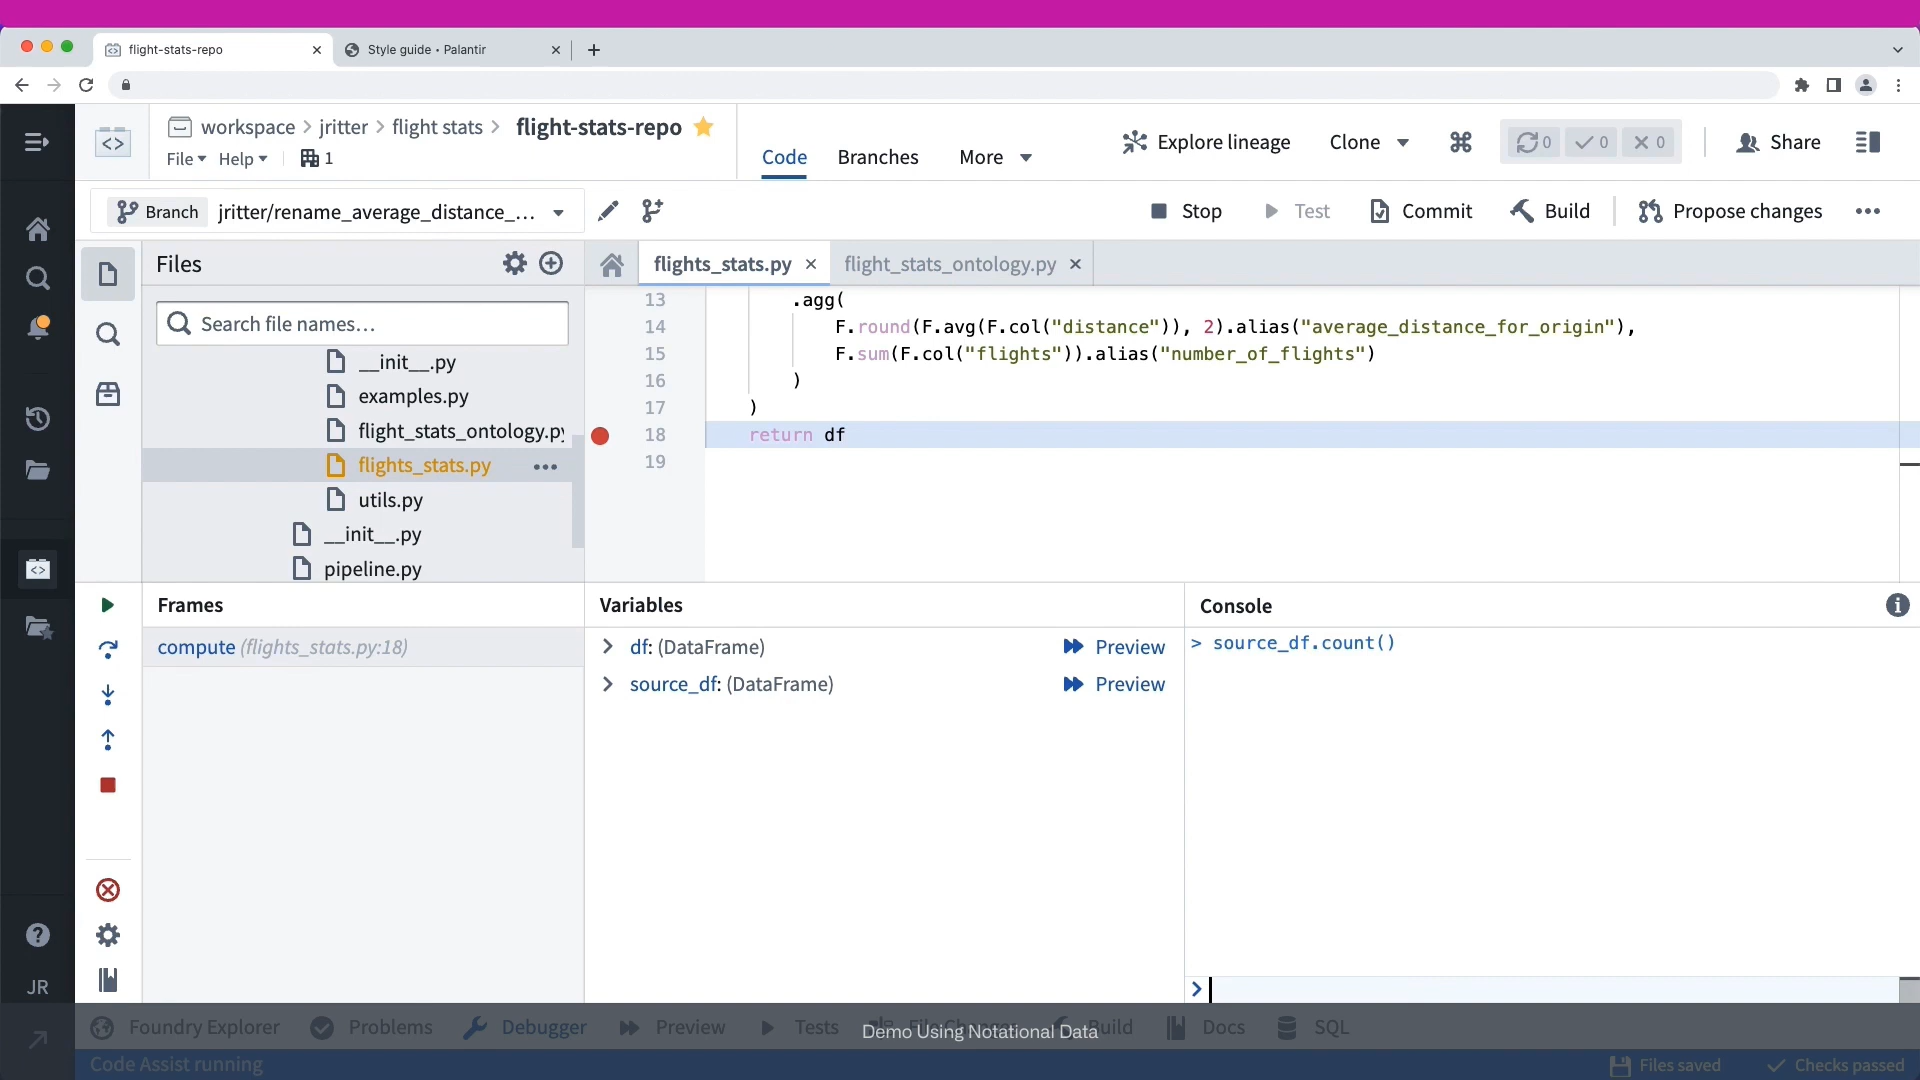 flight-stats-repo
Style guide • Palantir
workspace > jritter > flight stats > flight-stats-repo
File Help 1
Code Branches More
Explore lineage Clone 0 0 0 Share
Branch jritter/rename_average_distance_...
Stop Test Commit Build Propose changes
Files
Search file names...
__init__.py
examples.py
flight_stats_ontology.py
flights_stats.py
utils.py
__init__.py
pipeline.py
flights_stats.py flight_stats_ontology.py
13 .agg(
14 F.round(F.avg(F.col("distance")), 2).alias("average_distance_for_origin"),
15 F.sum(F.col("flights")).alias("number_of_flights")
16 )
17 )
18 return df
19
Frames
compute (flights_stats.py:18)
Variables
df: (DataFrame) Preview
source_df: (DataFrame) Preview
Console
> source_df.count()
>
JR
Foundry Explorer Problems Debugger Preview Tests Build Docs SQL
Demo Using Notational Data
Code Assist running
Files saved Checks passed